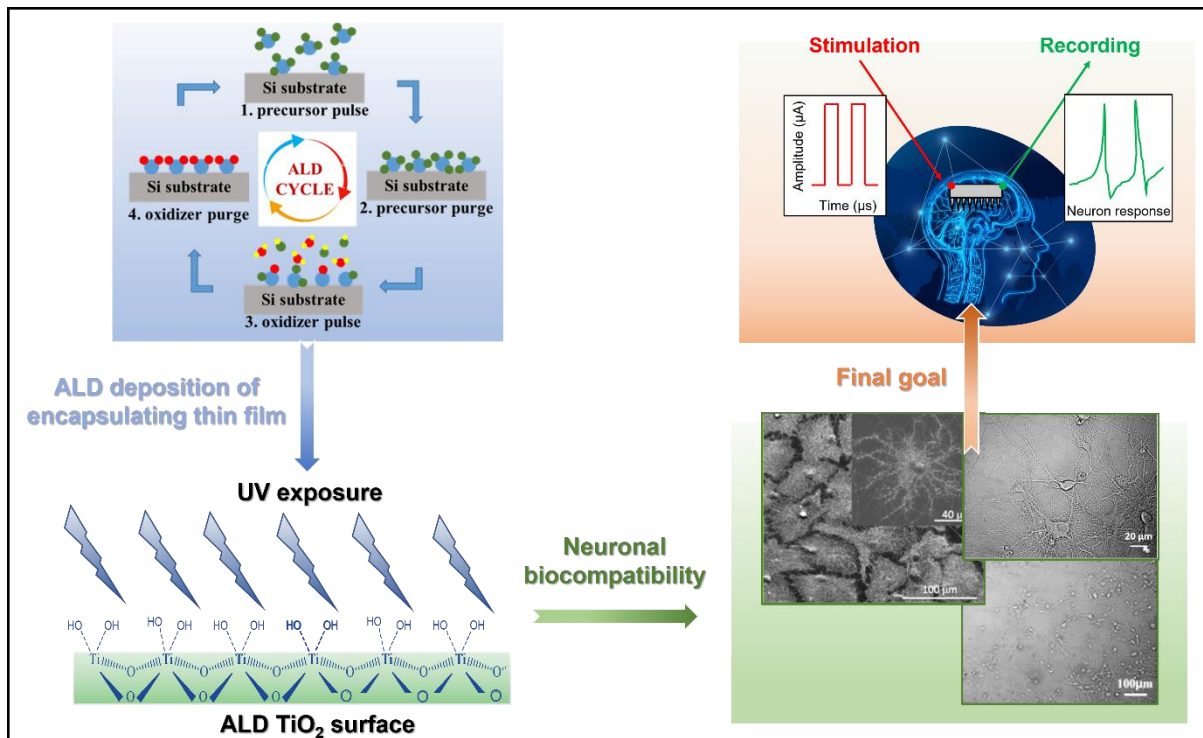 Si substrate
1. precursor pulse
Si substrate
2. precursor purge
ALD
CYCLE
Si substrate
4. oxidizer purge
Si substrate
3. oxidizer pulse
ALD deposition of
encapsulating thin film
UV exposure
HO OH HO OH HO OH HO OH HO OH HO OH
Ti O Ti O Ti O Ti O Ti O Ti O
O O O O O O O O
ALD TiO₂ surface
Neuronal
biocompatibility
Stimulation
Recording
Amplitude (µA)
Time (µs)
Neuron response
Final goal
40 µ
100 µm
20 µm
100µm